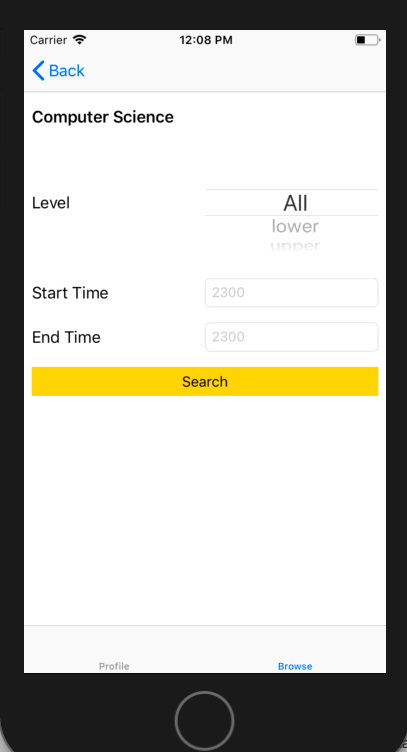 Carrier 12:08 PM
Back
Computer Science
Level
All
lower
upper
Start Time 2300
End Time 2300
Search
Profile Browse